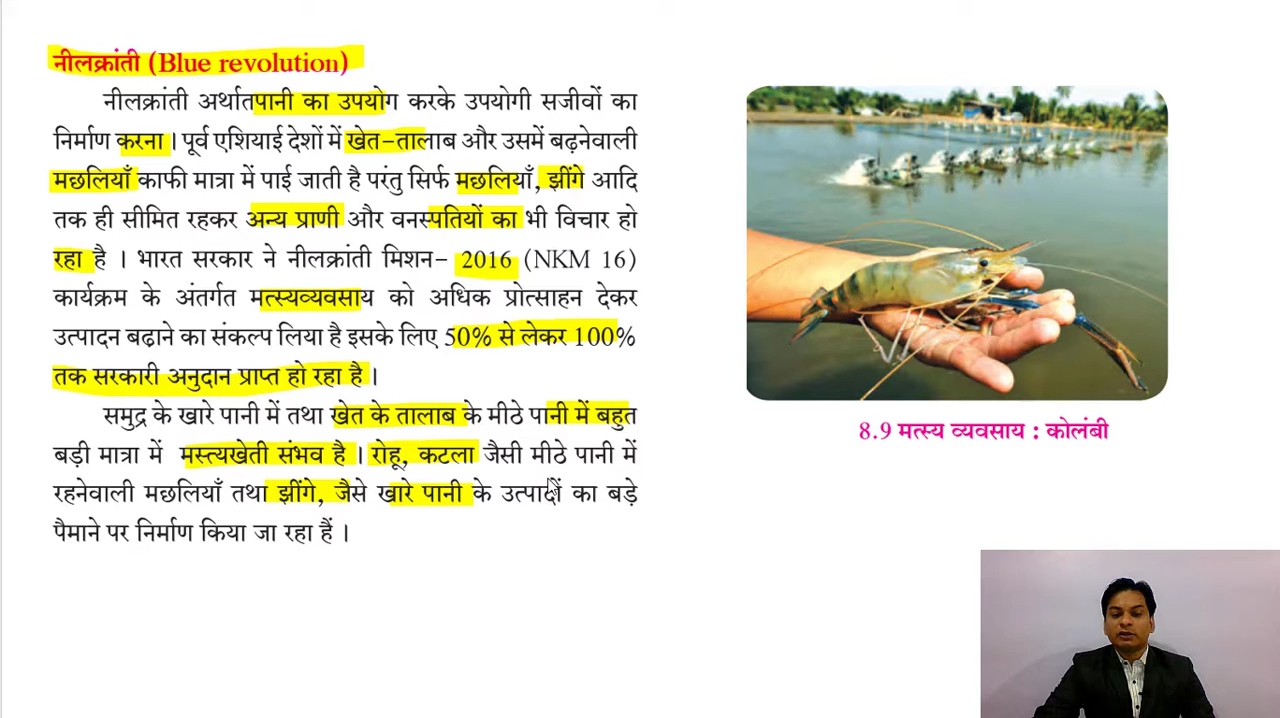 नीलक्रांती (Blue revolution)
नीलक्रांती अर्थातपानी का उपयोग करके उपयोगी सजीवों का
निर्माण करना । पूर्व एशियाई देशों में खेत-तालाब और उसमें बढ़नेवाली
मछलियाँ काफी मात्रा में पाई जाती है परंतु सिर्फ मछलियाँ, झींगे आदि
तक ही सीमित रहकर अन्य प्राणी और वनस्पतियों का भी विचार हो
रहा है । भारत सरकार ने नीलक्रांती मिशन- 2016 (NKM 16)
कार्यक्रम के अंतर्गत मत्स्यव्यवसाय को अधिक प्रोत्साहन देकर
उत्पादन बढाने का संकल्प लिया है इसके लिए 50% से लेकर 100%
तक सरकारी अनुदान प्राप्त हो रहा है ।
समुद्र के खारे पानी में तथा खेत के तालाब के मीठे पानी में बहुत
बड़ी मात्रा में मस्त्यखेती संभव है । रोहू, कटला जैसी मीठे पानी में
रहनेवाली मछलियाँ तथा झींगे, जैसे खारे पानी के उत्पादों का बड़े
पैमाने पर निर्माण किया जा रहा हैं ।
8.9 मत्स्य व्यवसाय : कोलंबी